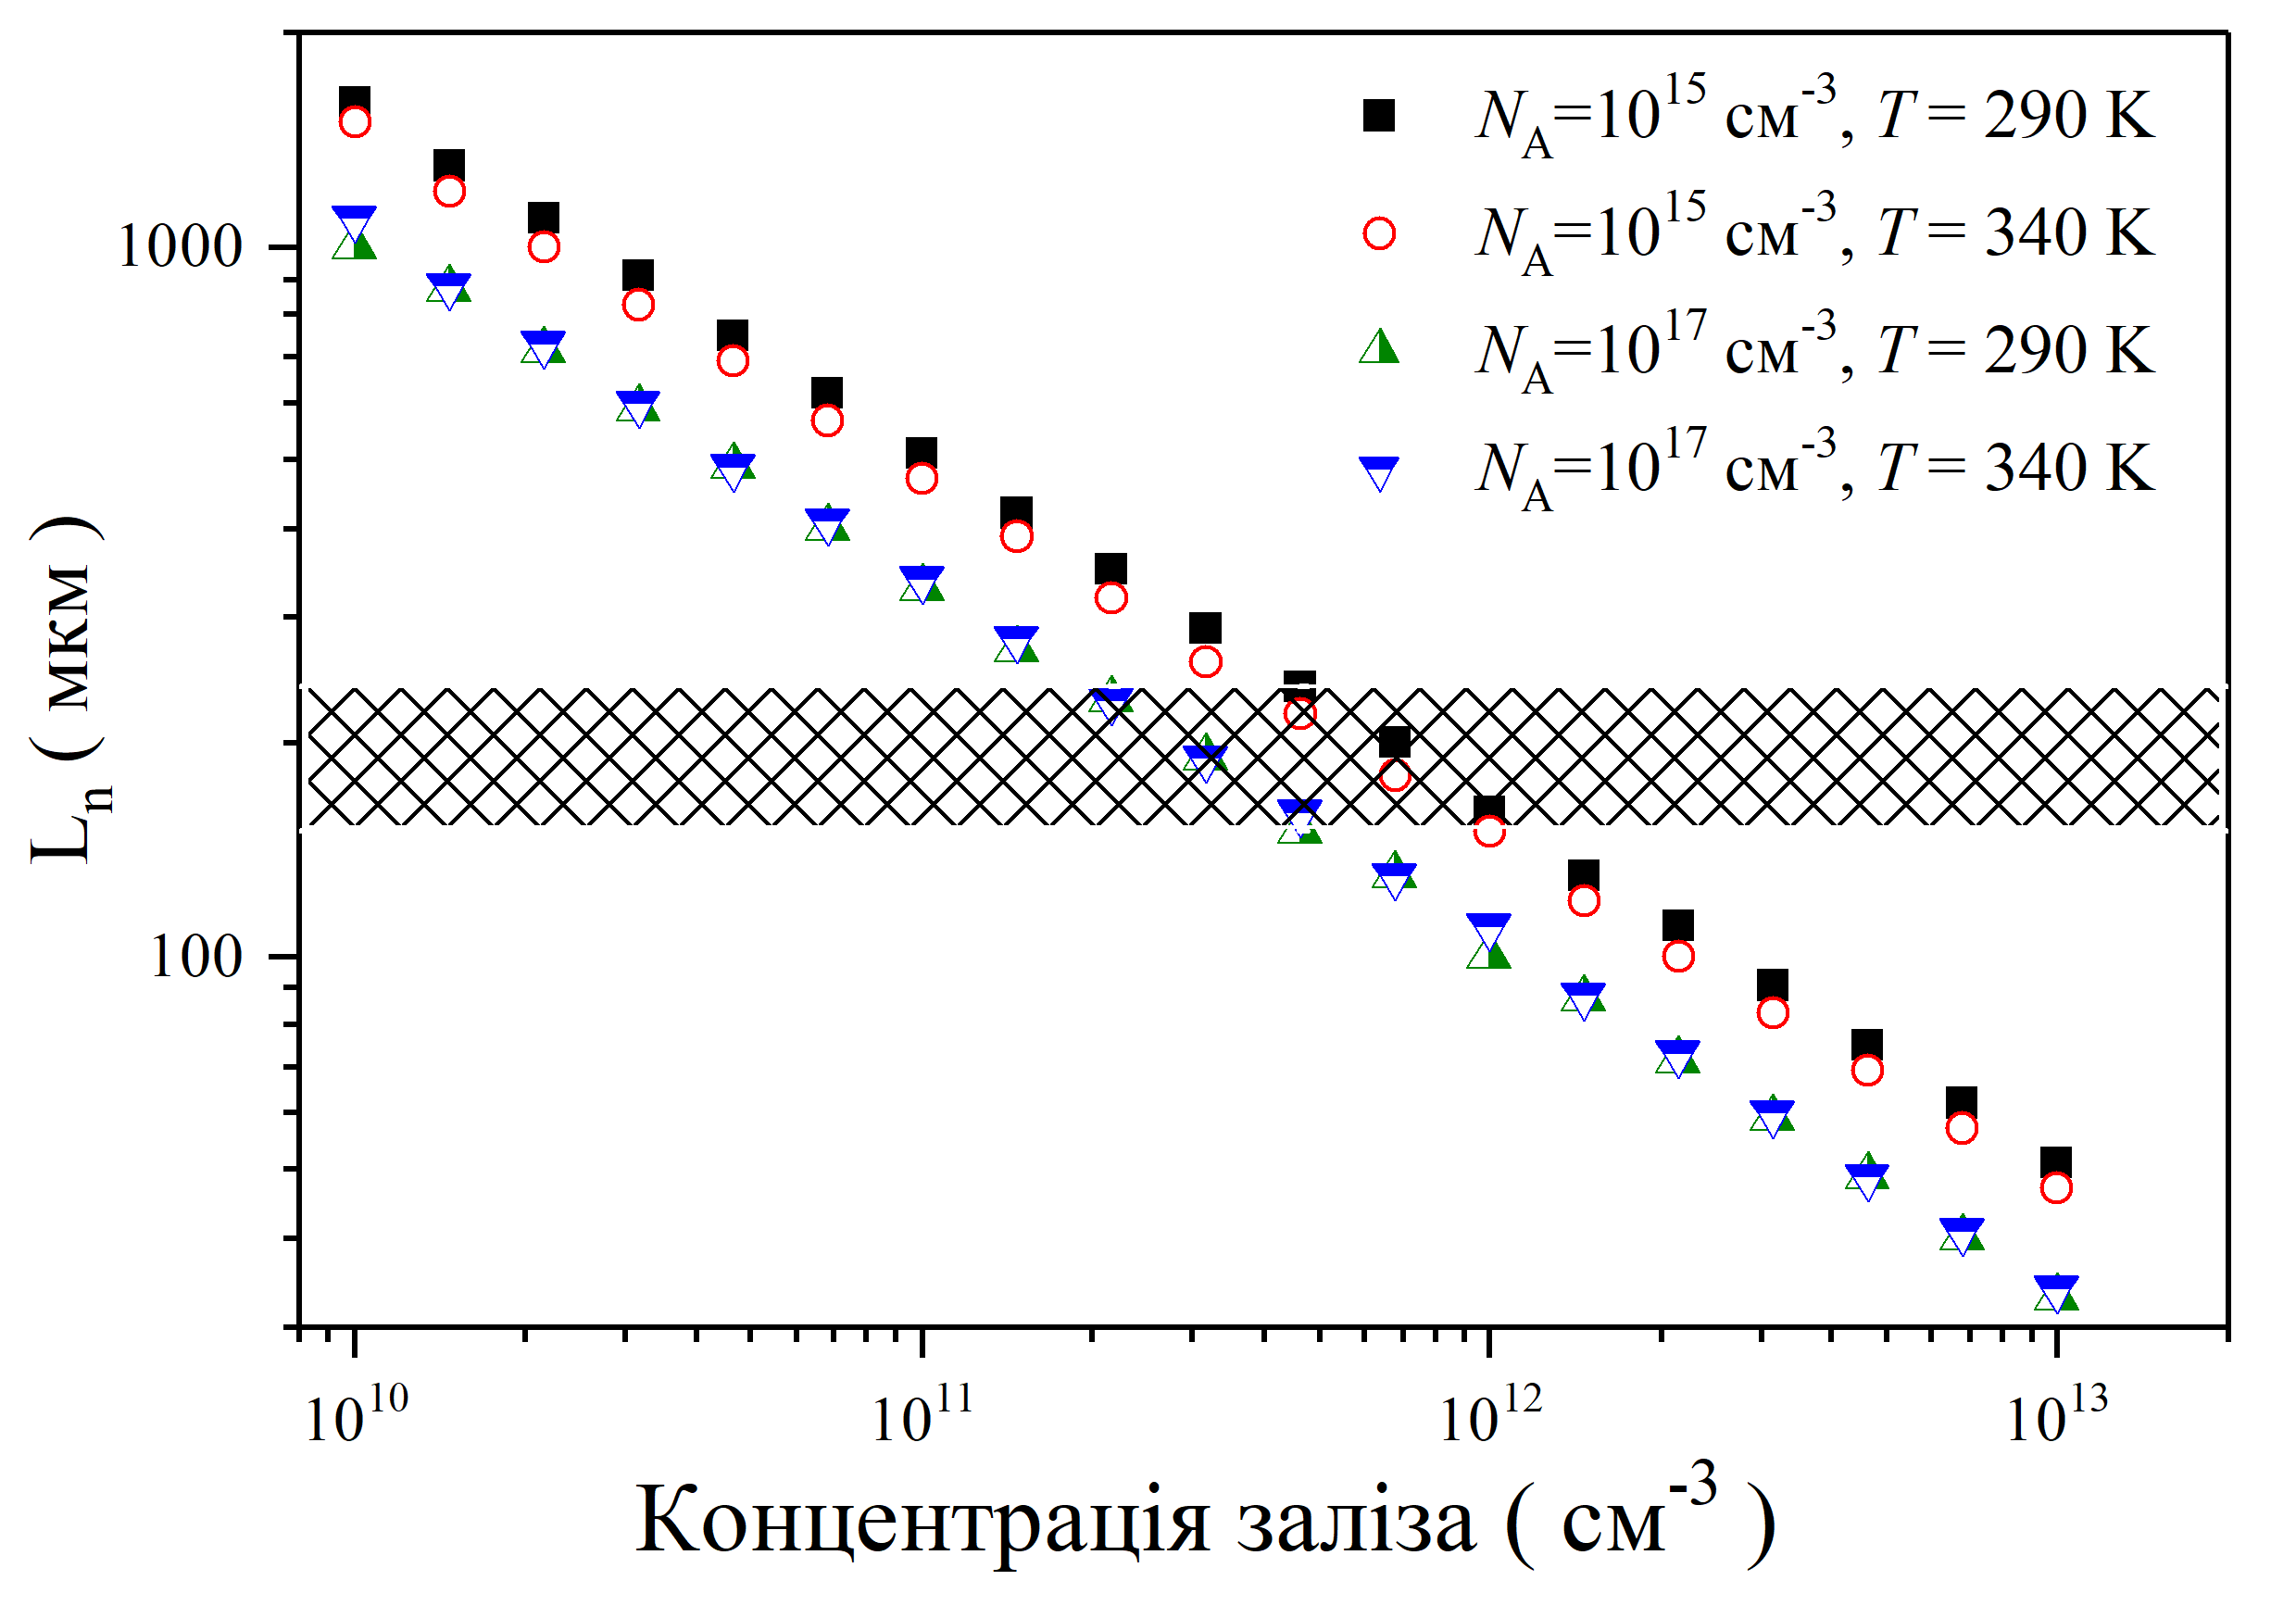 N_A=10^15 см^-3, T = 290 K
N_A=10^15 см^-3, T = 340 K
N_A=10^17 см^-3, T = 290 K
N_A=10^17 см^-3, T = 340 K
L_n ( мкм )
1000
100
10^10 10^11 10^12 10^13
Концентрація заліза ( см^-3 )